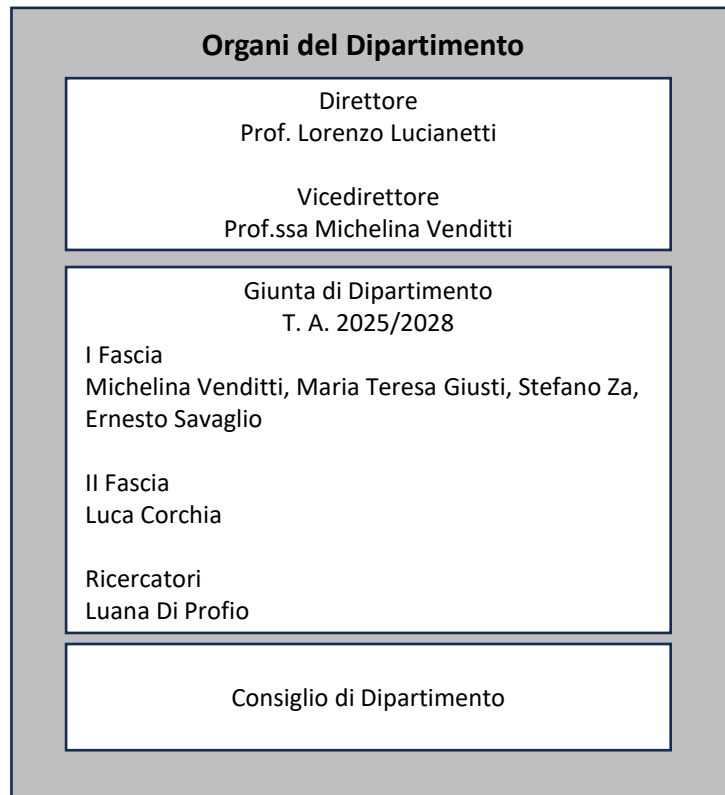 Organi del Dipartimento
Direttore
Prof. Lorenzo Lucianetti
Vicedirettore
Prof.ssa Michelina Venditti
Giunta di Dipartimento
T. A. 2025/2028
I Fascia
Michelina Venditti, Maria Teresa Giusti, Stefano Za,
Ernesto Savaglio
II Fascia
Luca Corchia
Ricercatori
Luana Di Profio
Consiglio di Dipartimento